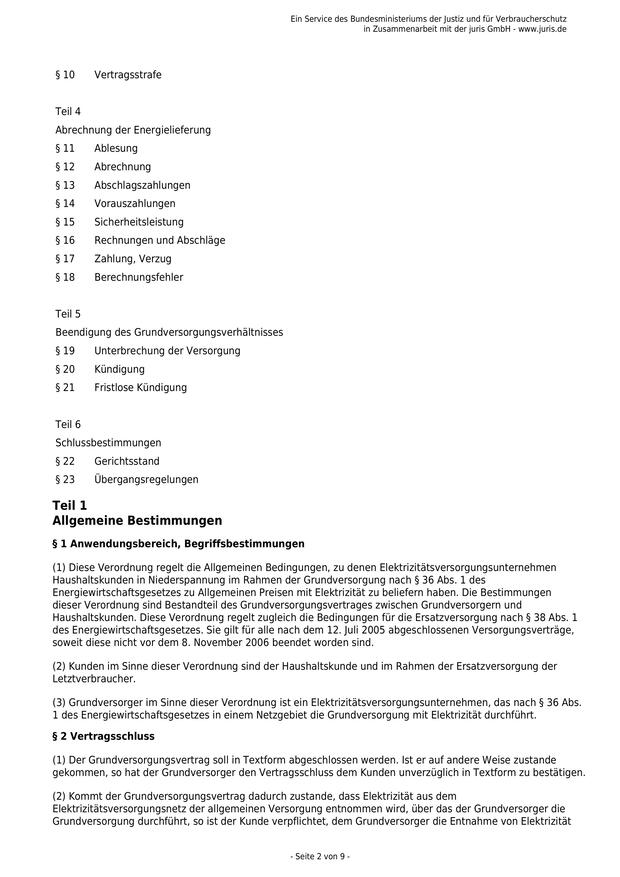 Ein Service des Bundesministeriums der Justiz und für Verbraucherschutz
in Zusammenarbeit mit der juris GmbH - www.juris.de
§ 10 Vertragsstrafe
Teil 4
Abrechnung der Energielieferung
§ 11 Ablesung
§ 12 Abrechnung
§ 13 Abschlagszahlungen
§ 14 Vorauszahlungen
§ 15 Sicherheitsleistung
§ 16 Rechnungen und Abschläge
§ 17 Zahlung, Verzug
§ 18 Berechnungsfehler
Teil 5
Beendigung des Grundversorgungsverhältnisses
§ 19 Unterbrechung der Versorgung
§ 20 Kündigung
§ 21 Fristlose Kündigung
Teil 6
Schlussbestimmungen
§ 22 Gerichtsstand
§ 23 Übergangsregelungen
Teil 1
Allgemeine Bestimmungen
§ 1 Anwendungsbereich, Begriffsbestimmungen
(1) Diese Verordnung regelt die Allgemeinen Bedingungen, zu denen Elektrizitätsversorgungsunternehmen
Haushaltskunden in Niederspannung im Rahmen der Grundversorgung nach § 36 Abs. 1 des
Energiewirtschaftsgesetzes zu Allgemeinen Preisen mit Elektrizität zu beliefern haben. Die Bestimmungen
dieser Verordnung sind Bestandteil des Grundversorgungsvertrages zwischen Grundversorgern und
Haushaltskunden. Diese Verordnung regelt zugleich die Bedingungen für die Ersatzversorgung nach § 38 Abs. 1
des Energiewirtschaftsgesetzes. Sie gilt für alle nach dem 12. Juli 2005 abgeschlossenen Versorgungsverträge,
soweit diese nicht vor dem 8. November 2006 beendet worden sind.
(2) Kunden im Sinne dieser Verordnung sind der Haushaltskunde und im Rahmen der Ersatzversorgung der
Letztverbraucher.
(3) Grundversorger im Sinne dieser Verordnung ist ein Elektrizitätsversorgungsunternehmen, das nach § 36 Abs.
1 des Energiewirtschaftsgesetzes in einem Netzgebiet die Grundversorgung mit Elektrizität durchführt.
§ 2 Vertragsschluss
(1) Der Grundversorgungsvertrag soll in Textform abgeschlossen werden. Ist er auf andere Weise zustande
gekommen, so hat der Grundversorger den Vertragsschluss dem Kunden unverzüglich in Textform zu bestätigen.
(2) Kommt der Grundversorgungsvertrag dadurch zustande, dass Elektrizität aus dem
Elektrizitätsversorgungsnetz der allgemeinen Versorgung entnommen wird, über das der Grundversorger die
Grundversorgung durchführt, so ist der Kunde verpflichtet, dem Grundversorger die Entnahme von Elektrizität
- Seite 2 von 9 -